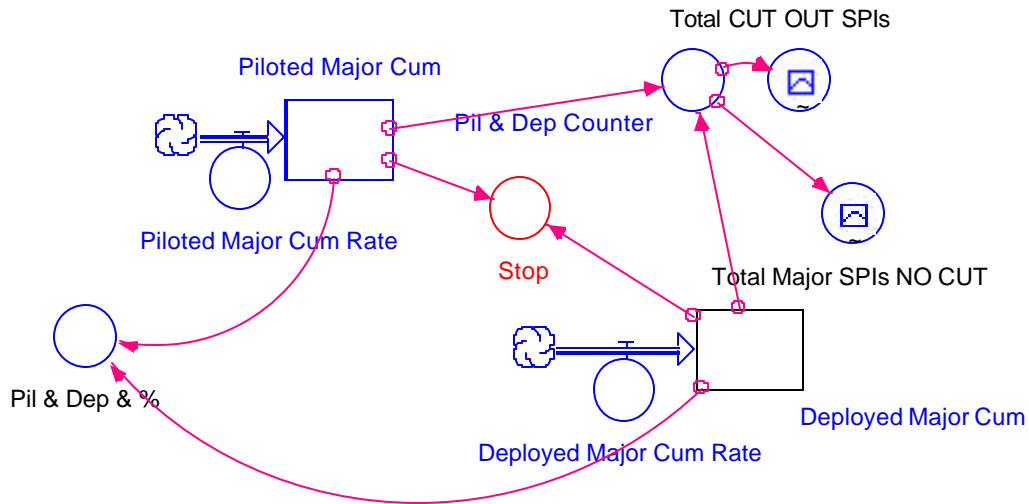 Total CUT OUT SPIs
Piloted Major Cum
Pil & Dep Counter
Piloted Major Cum Rate
Stop
Total Major SPIs NO CUT
Pil & Dep & %
Deployed Major Cum
Deployed Major Cum Rate
~
~